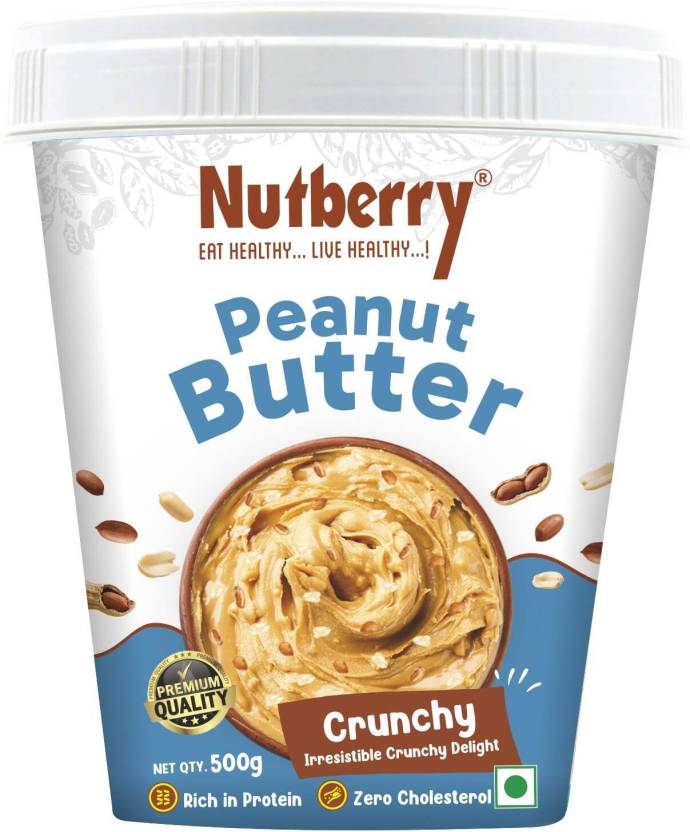 Nutberry®
EAT HEALTHY... LIVE HEALTHY...!
Peanut
Butter
PREMIUM
QUALITY
Crunchy
Irresistible Crunchy Delight
NET QTY. 500g
Rich in Protein
Zero Cholesterol